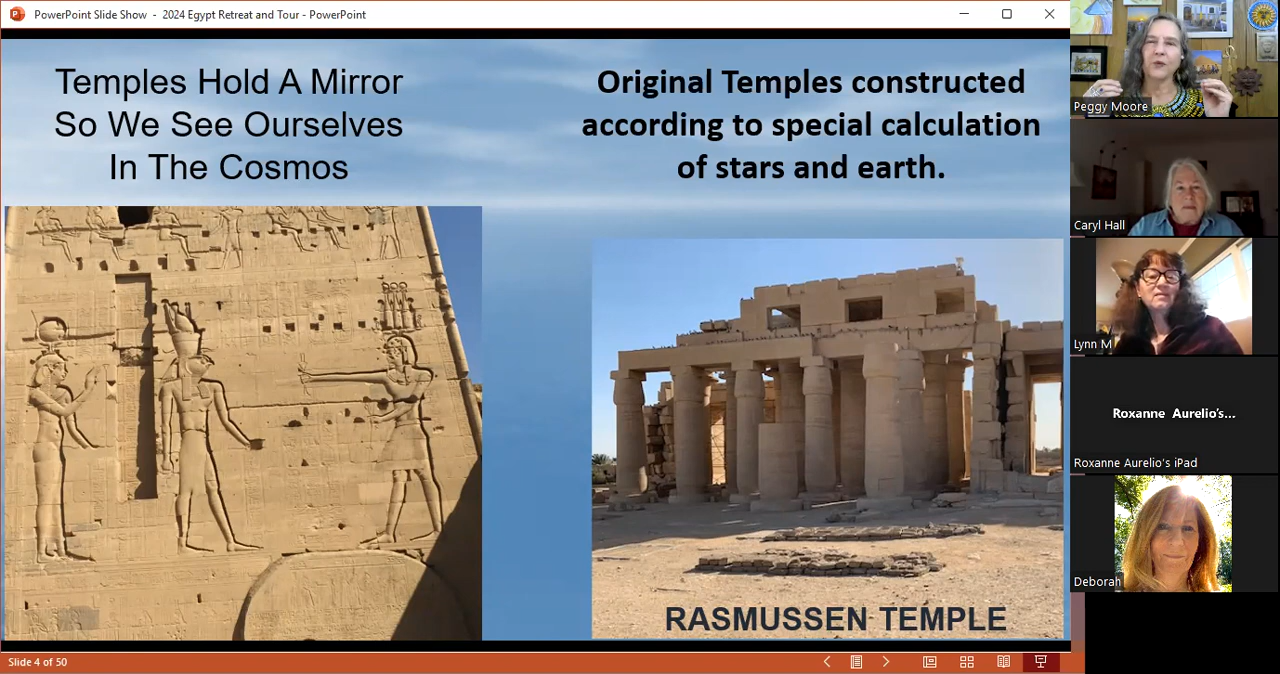 PowerPoint Slide Show - 2024 Egypt Retreat and Tour - PowerPoint
Temples Hold A Mirror
So We See Ourselves
In The Cosmos
Original Temples constructed
according to special calculation
of stars and earth.
RASMUSSEN TEMPLE
Slide 4 of 50
Peggy Moore
Caryl Hall
Lynn M
Roxanne Aurelio's...
Roxanne Aurelio's iPad
Deborah